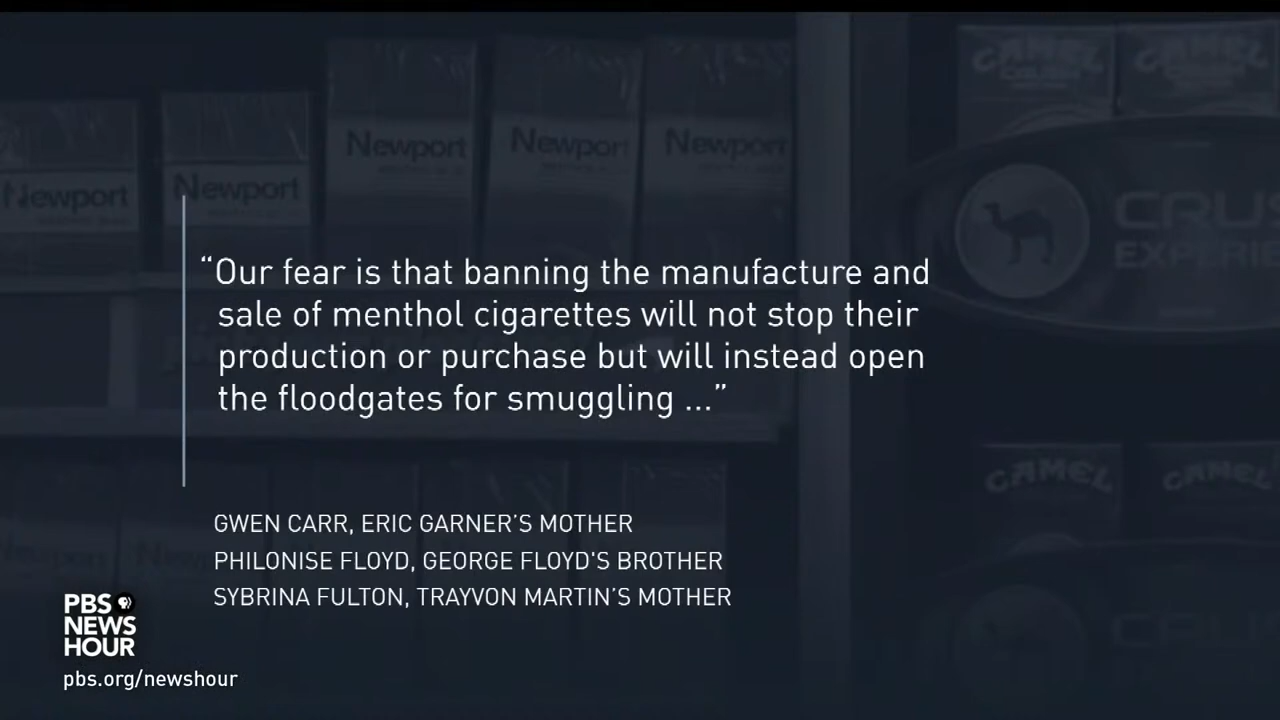 CAMEL
CAMEL
Newport
Newport
Newport
Newport
Newport
CRUS
EXPERIE
“Our fear is that banning the manufacture and
sale of menthol cigarettes will not stop their
production or purchase but will instead open
the floodgates for smuggling ...”
CAMEL
CAMEL
GWEN CARR, ERIC GARNER’S MOTHER
PHILONISE FLOYD, GEORGE FLOYD'S BROTHER
SYBRINA FULTON, TRAYVON MARTIN’S MOTHER
PBS
NEWS
HOUR
pbs.org/newshour